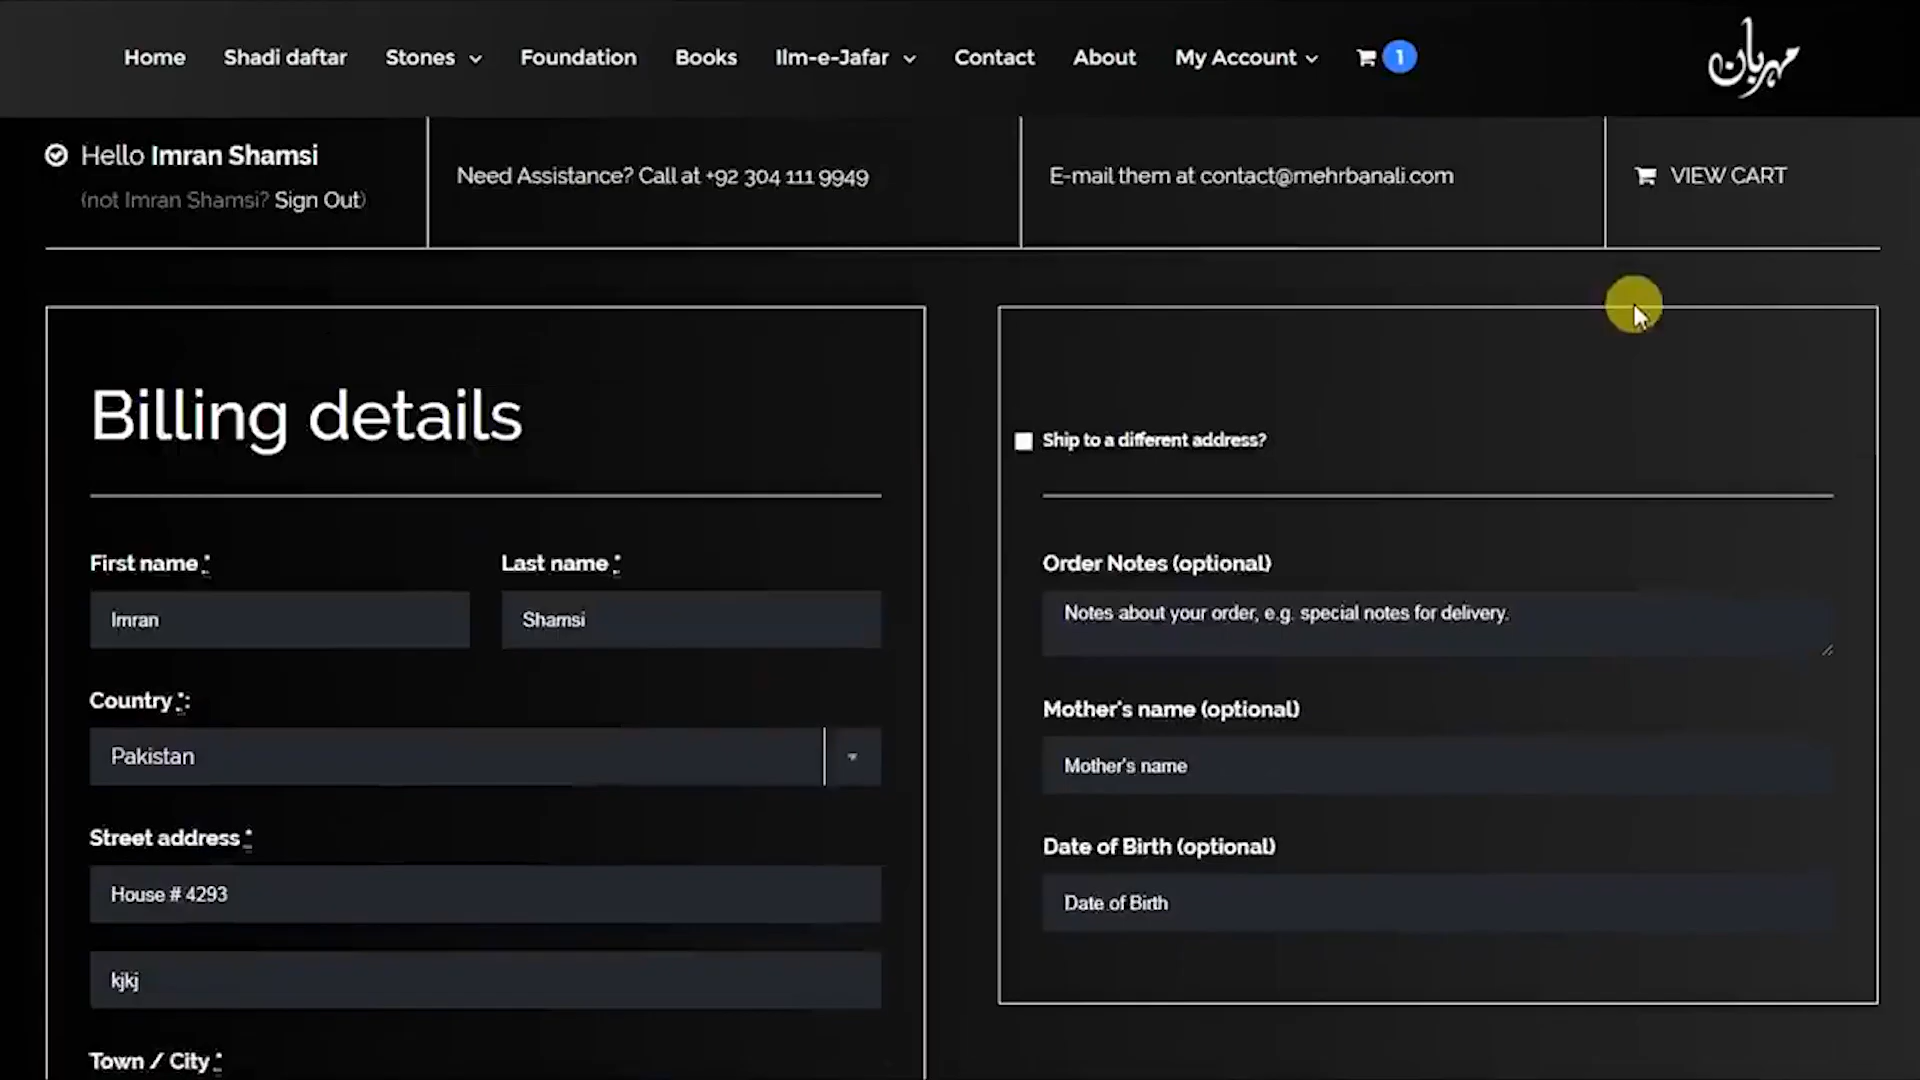 Home Shadi daftar Stones Foundation Books Ilm-e-Jafar Contact About My Account 1
مہربان
Hello Imran Shamsi
(not Imran Shamsi? Sign Out)
Need Assistance? Call at +92 304 111 9949
E-mail them at contact@mehrbanali.com
VIEW CART
Billing details
First name *
Last name *
Imran
Shamsi
Country *:
Pakistan
Street address *
House # 4293
kjkj
Town / City *
Ship to a different address?
Order Notes (optional)
Notes about your order, e.g. special notes for delivery.
Mother's name (optional)
Mother's name
Date of Birth (optional)
Date of Birth